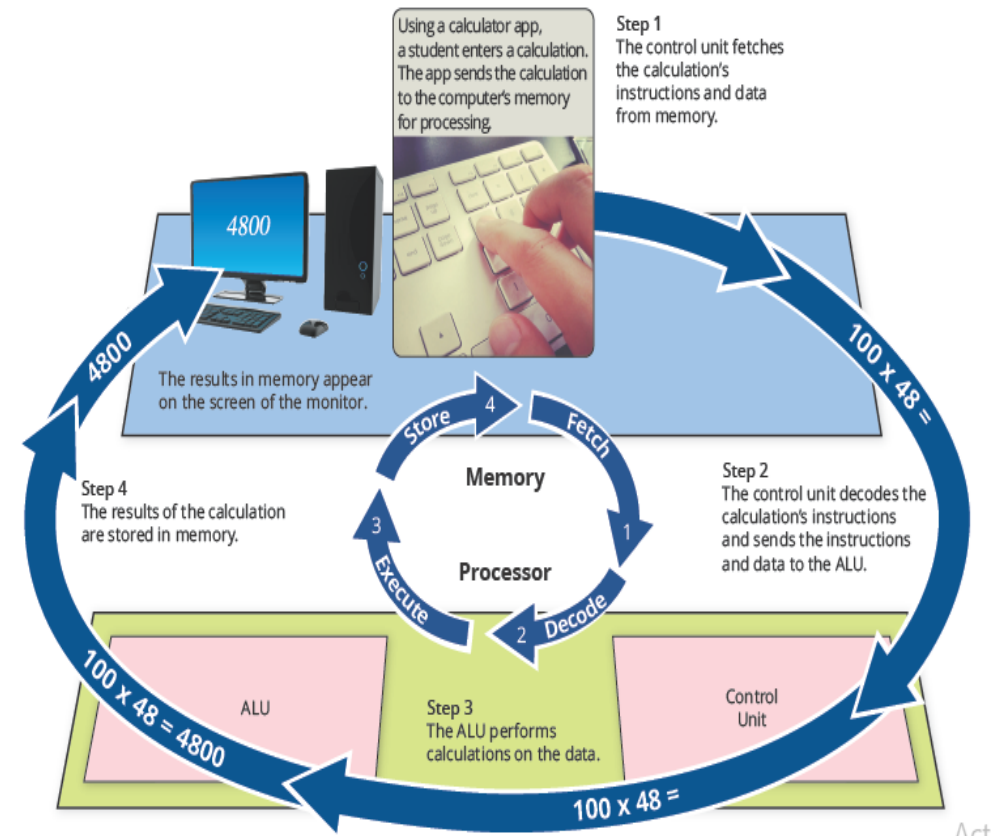 Using a calculator app,
a student enters a calculation.
The app sends the calculation
to the computer's memory
for processing.
Step 1
The control unit fetches
the calculation's
instructions and data
from memory.
4800
100 x 48 =
4800
The results in memory appear
on the screen of the monitor.
Store
4
Fetch
1
Memory
Step 2
The control unit decodes the
calculation's instructions
and sends the instructions
and data to the ALU.
Step 4
The results of the calculation
are stored in memory.
3
Execute
Processor
2
Decode
100 x 48 = 4800
ALU
Step 3
The ALU performs
calculations on the data.
Control
Unit
100 x 48 =
Act